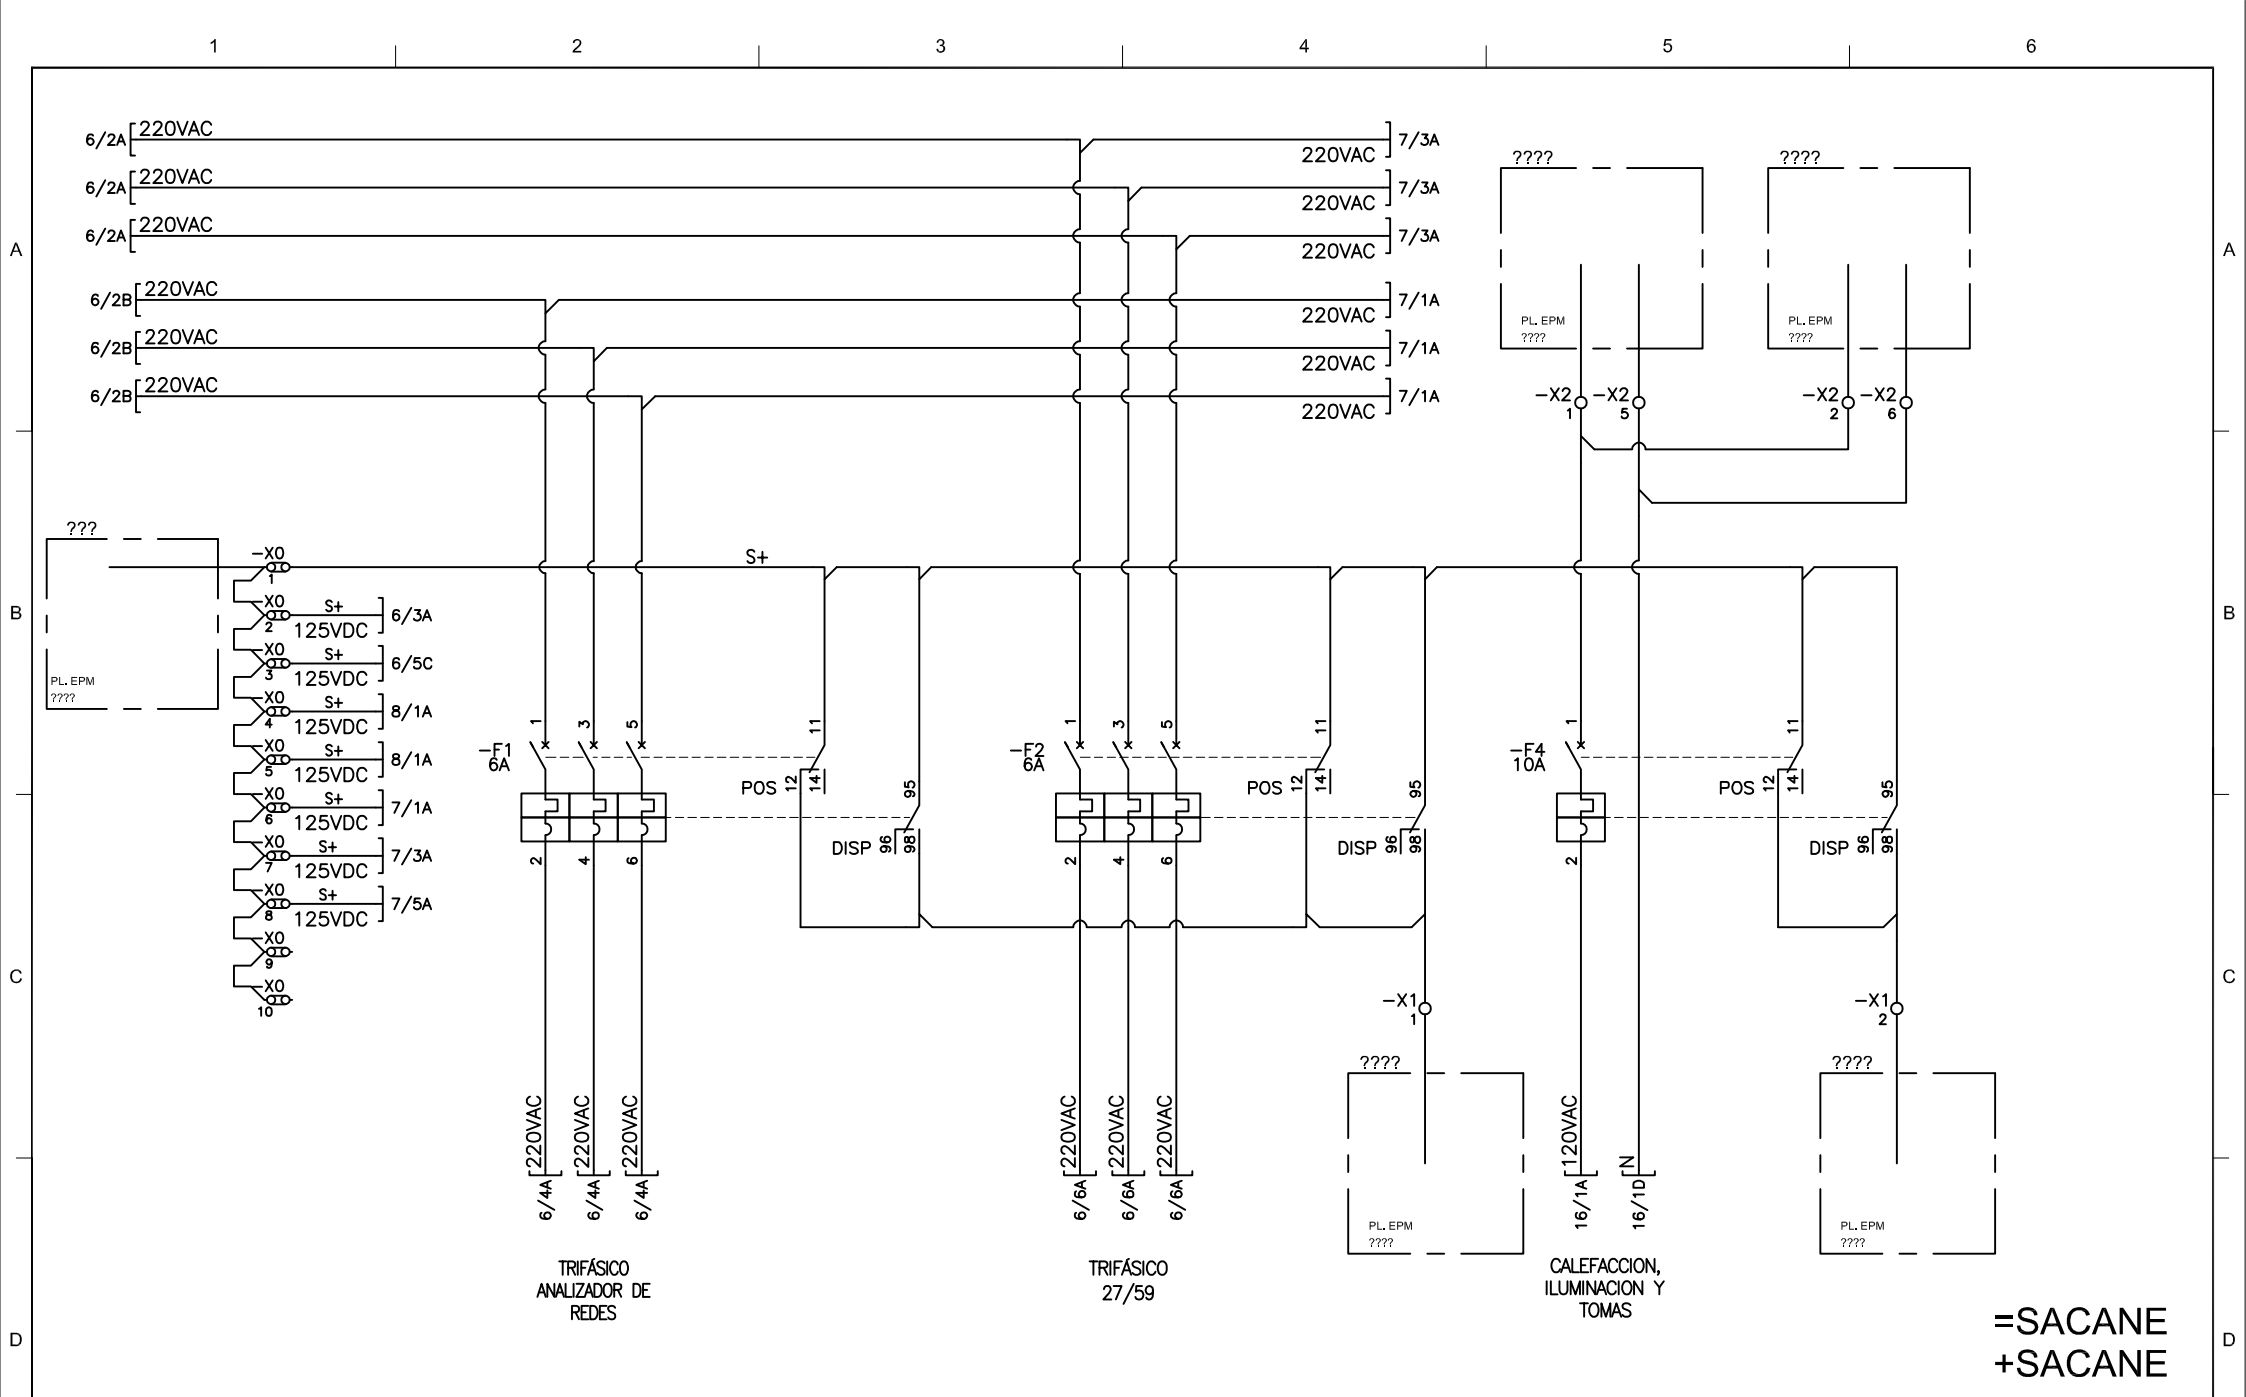 1 2 3 4 5 6
6/2A 220VAC 220VAC 7/3A
6/2A 220VAC 220VAC 7/3A
6/2A 220VAC 220VAC 7/3A
A A
6/2B 220VAC 220VAC 7/1A
6/2B 220VAC 220VAC 7/1A
6/2B 220VAC 220VAC 7/1A
????
PL. EPM
????
????
PL. EPM
????
-X2 1
-X2 5
-X2 2
-X2 6
???
PL. EPM
????
B B
-X0 1 S+
X0 2 S+ 125VDC 6/3A
X0 3 S+ 125VDC 6/5C
X0 4 S+ 125VDC 8/1A
X0 5 S+ 125VDC 8/1A
X0 6 S+ 125VDC 7/1A
X0 7 S+ 125VDC 7/3A
X0 8 S+ 125VDC 7/5A
X0 9
X0 10
-F1
6A
1 3 5
2 4 6
11
POS 12 14
95
DISP 96 98
-F2
6A
1 3 5
2 4 6
11
POS 12 14
95
DISP 96 98
-F4
10A
1
2
11
POS 12 14
95
DISP 96 98
C C
-X1
1
-X1
2
????
PL. EPM
????
????
PL. EPM
????
220VAC 220VAC 220VAC
6/4A 6/4A 6/4A
220VAC 220VAC 220VAC
6/6A 6/6A 6/6A
120VAC N
16/1A 16/1D
TRIFÁSICO
ANALIZADOR DE
REDES
TRIFÁSICO
27/59
CALEFACCION,
ILUMINACION Y
TOMAS
D D
=SACANE
+SACANE